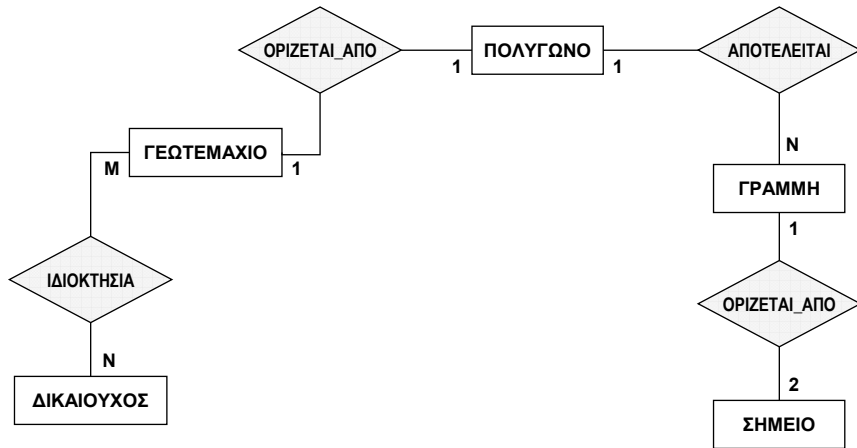 ΟΡΙΖΕΤΑΙ_ΑΠΟ
1
ΠΟΛΥΓΩΝΟ
1
ΑΠΟΤΕΛΕΙΤΑΙ
Μ
ΓΕΩΤΕΜΑΧΙΟ
1
Ν
ΓΡΑΜΜΗ
1
ΙΔΙΟΚΤΗΣΙΑ
ΟΡΙΖΕΤΑΙ_ΑΠΟ
Ν
ΔΙΚΑΙΟΥΧΟΣ
2
ΣΗΜΕΙΟ